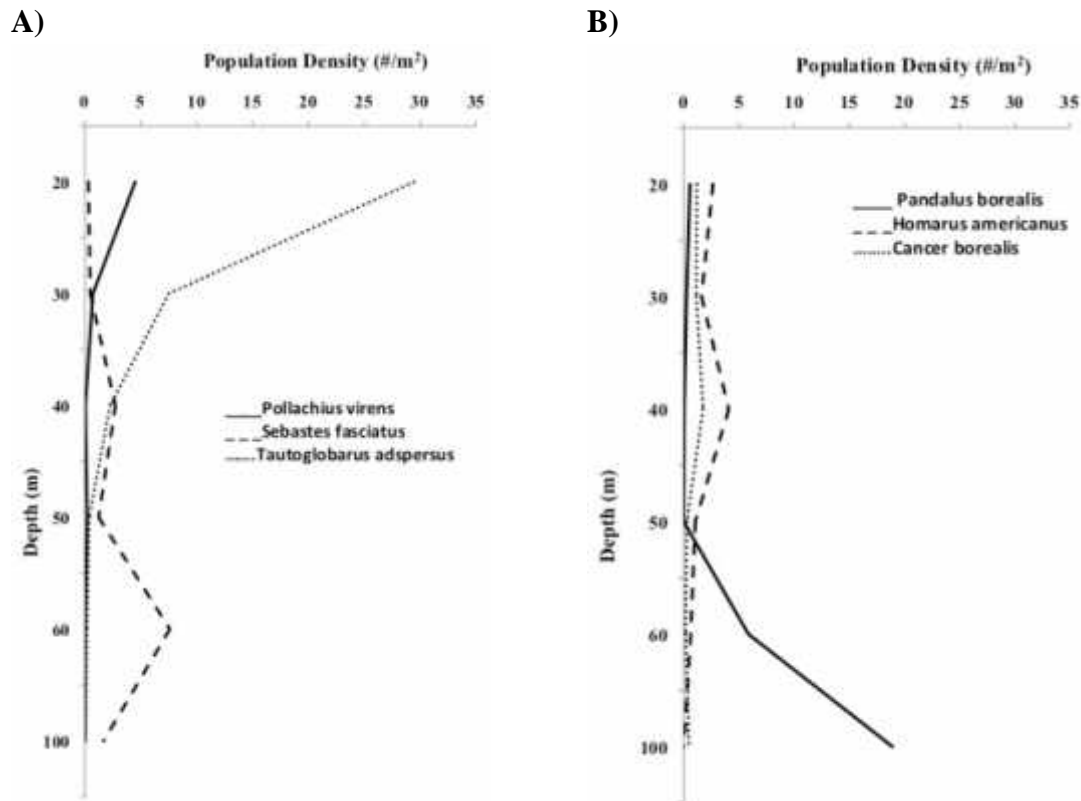 A)
Population Density (#/m²)
0 5 10 15 20 25 30 35
20
30
40
50
60
100
Depth (m)
Pollachius virens
Sebastes fasciatus
Tautoglobarus adspersus
B)
Population Density (#/m²)
0 5 10 15 20 25 30 35
20
30
40
50
60
100
Depth (m)
Pandalus borealis
Homarus americanus
Cancer borealis